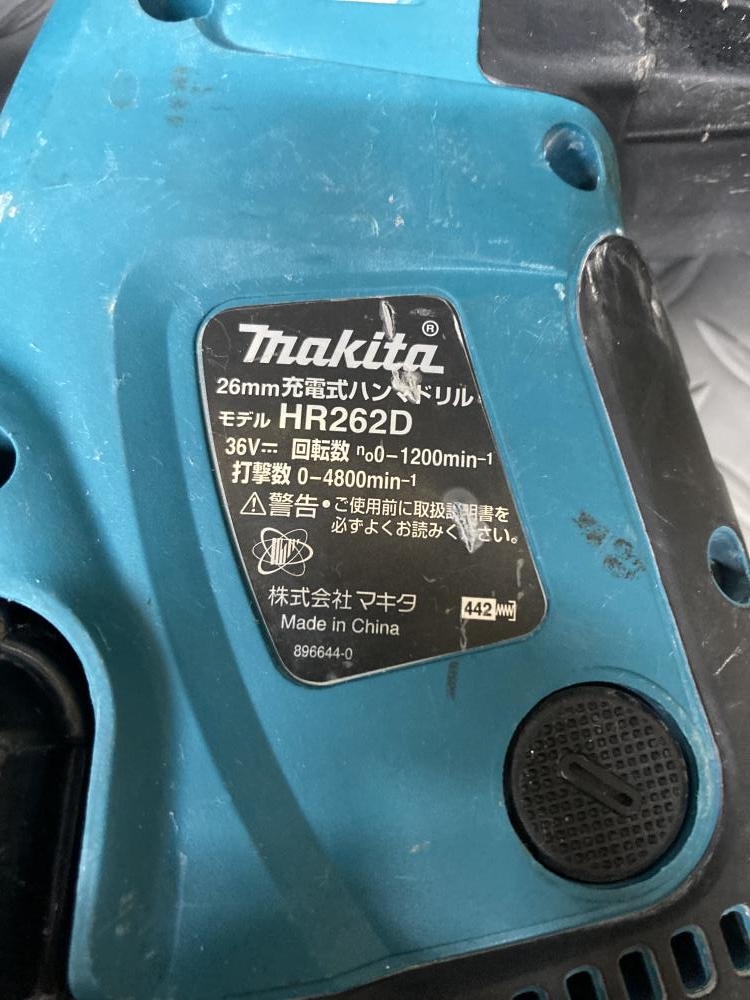 makita®
26mm充電式ハンマドリル
モデル HR262D
36V⎓ 回転数 n₀0-1200min⁻¹
打撃数 0-4800min⁻¹
⚠警告・ご使用前に取扱説明書を
必ずよくお読みください。
株式会社マキタ
442
Made in China
896644-0